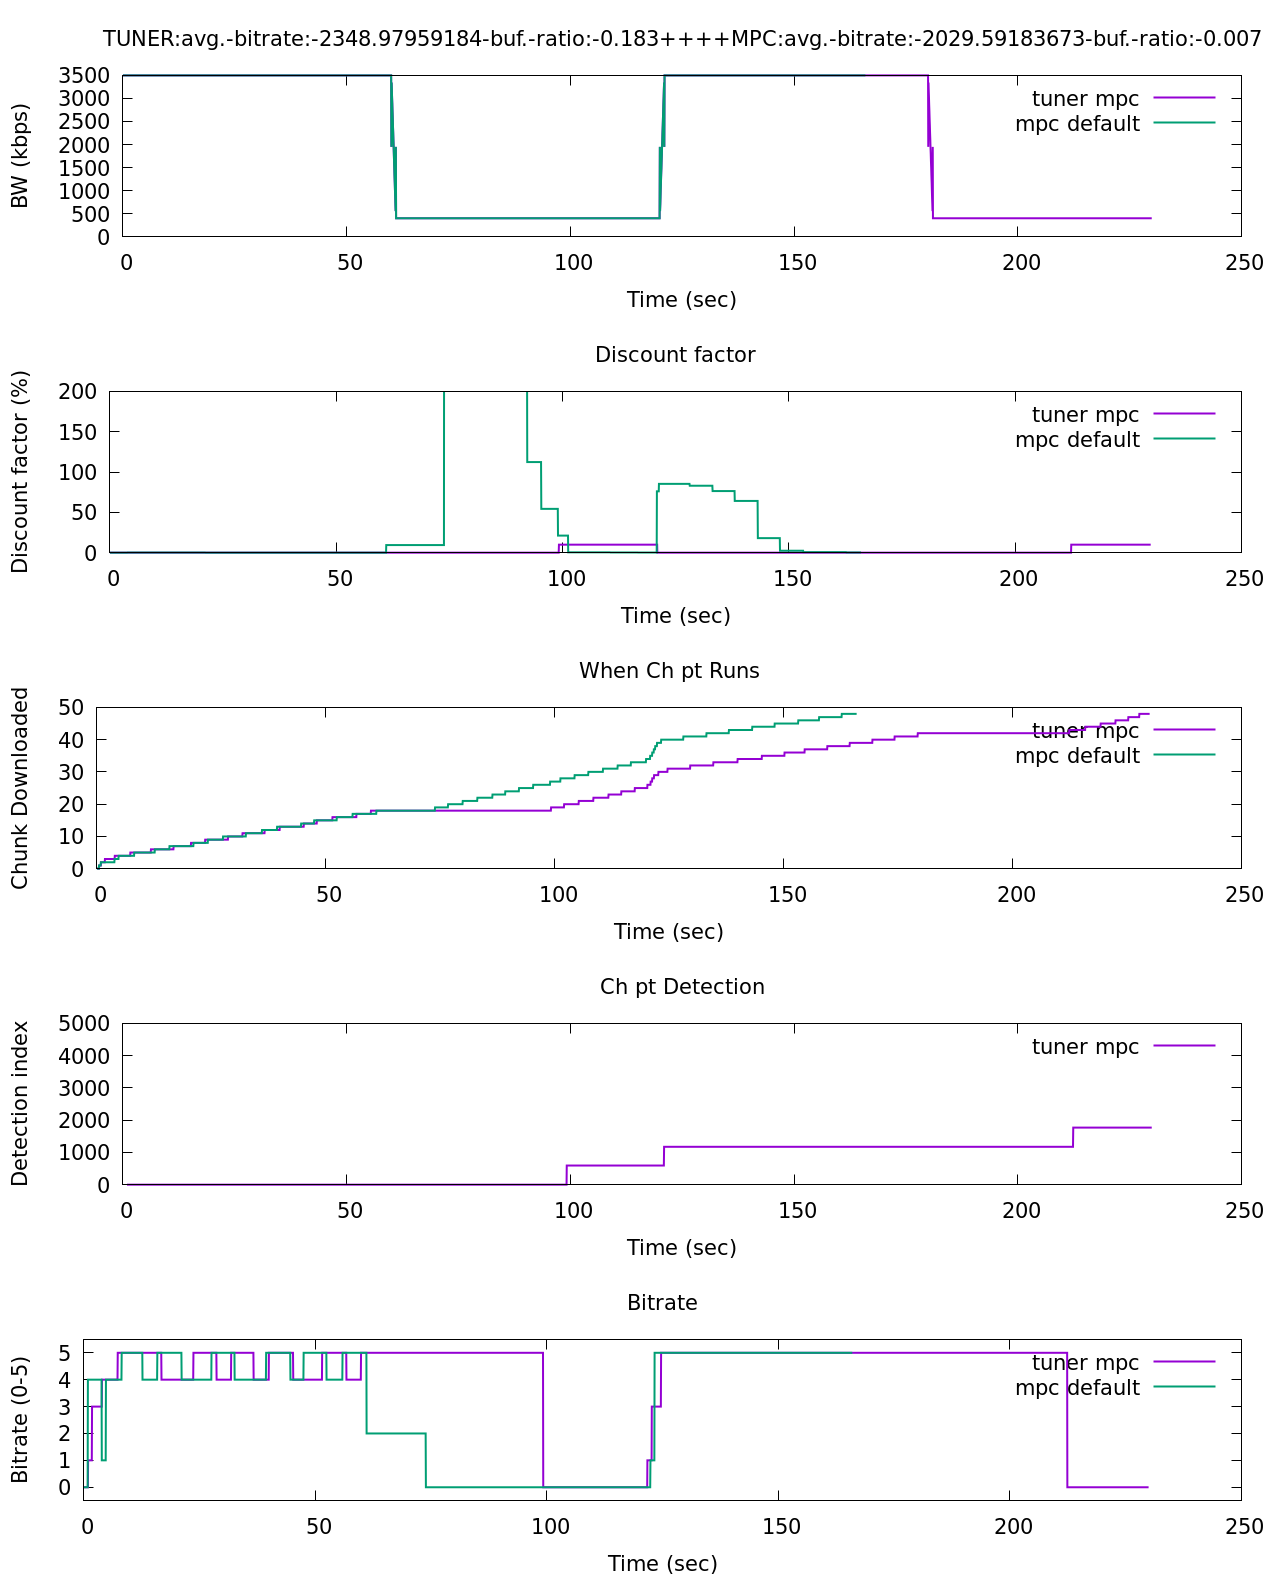 TUNER:avg.-bitrate:-2348.97959184-buf.-ratio:-0.183++++MPC:avg.-bitrate:-2029.59183673-buf.-ratio:-0.007
BW (kbps)
3500
3000
2500
2000
1500
1000
500
0
tuner mpc
mpc default
0 50 100 150 200 250
Time (sec)
Discount factor
Discount factor (%)
200
150
100
50
0
tuner mpc
mpc default
0 50 100 150 200 250
Time (sec)
When Ch pt Runs
Chunk Downloaded
50
40
30
20
10
0
tuner mpc
mpc default
0 50 100 150 200 250
Time (sec)
Ch pt Detection
Detection index
5000
4000
3000
2000
1000
0
tuner mpc
0 50 100 150 200 250
Time (sec)
Bitrate
Bitrate (0-5)
5
4
3
2
1
0
tuner mpc
mpc default
0 50 100 150 200 250
Time (sec)